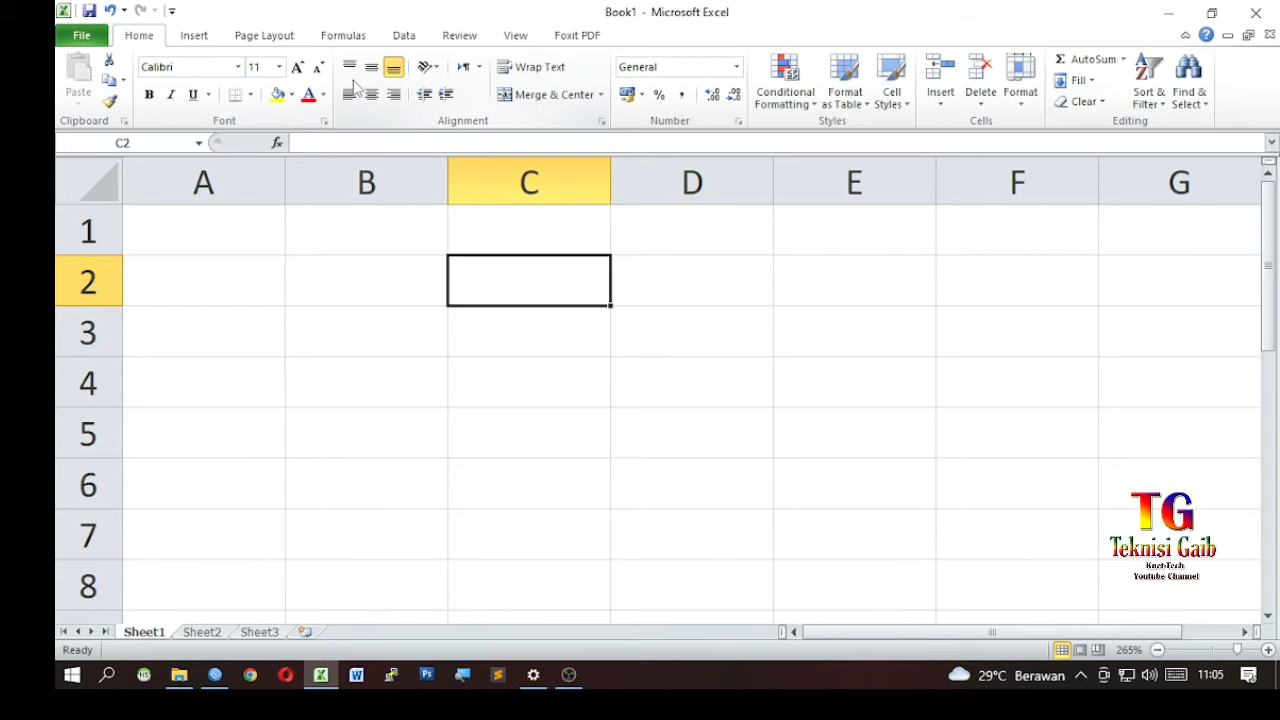 Book1 - Microsoft Excel
File Home Insert Page Layout Formulas Data Review View Foxit PDF
Calibri 11 Wrap Text General AutoSum
Paste Conditional Formatting Format as Table Cell Styles Insert Delete Format Fill Sort & Filter Find & Select
B I U A Merge & Center % , Clear
Clipboard Font Alignment Number Styles Cells Editing
C2 fx
A B C D E F G
1
2
3
4
5
6
7
8
TG
Teknisi Gaib
Knet-Tech
Youtube Channel
Sheet1 Sheet2 Sheet3
Ready 265%
29°C Berawan 11:05